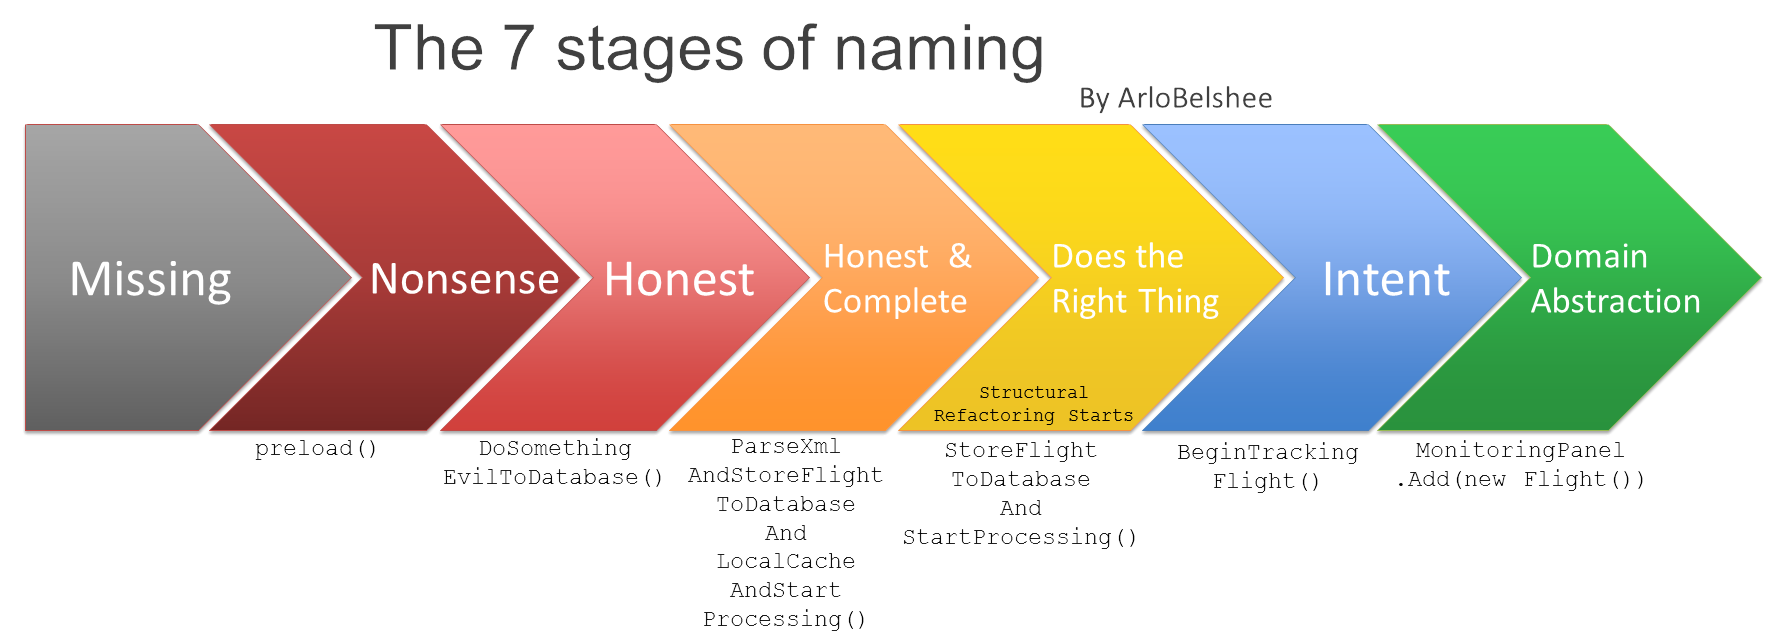 The 7 stages of naming
By ArloBelshee
Missing
Nonsense
preload()
Honest
DoSomething
EvilToDatabase()
Honest &
Complete
ParseXml
AndStoreFlight
ToDatabase
And
LocalCache
AndStart
Processing()
Does the
Right Thing
Structural
Refactoring Starts
StoreFlight
ToDatabase
And
StartProcessing()
Intent
BeginTracking
Flight()
Domain
Abstraction
MonitoringPanel
.Add(new Flight())